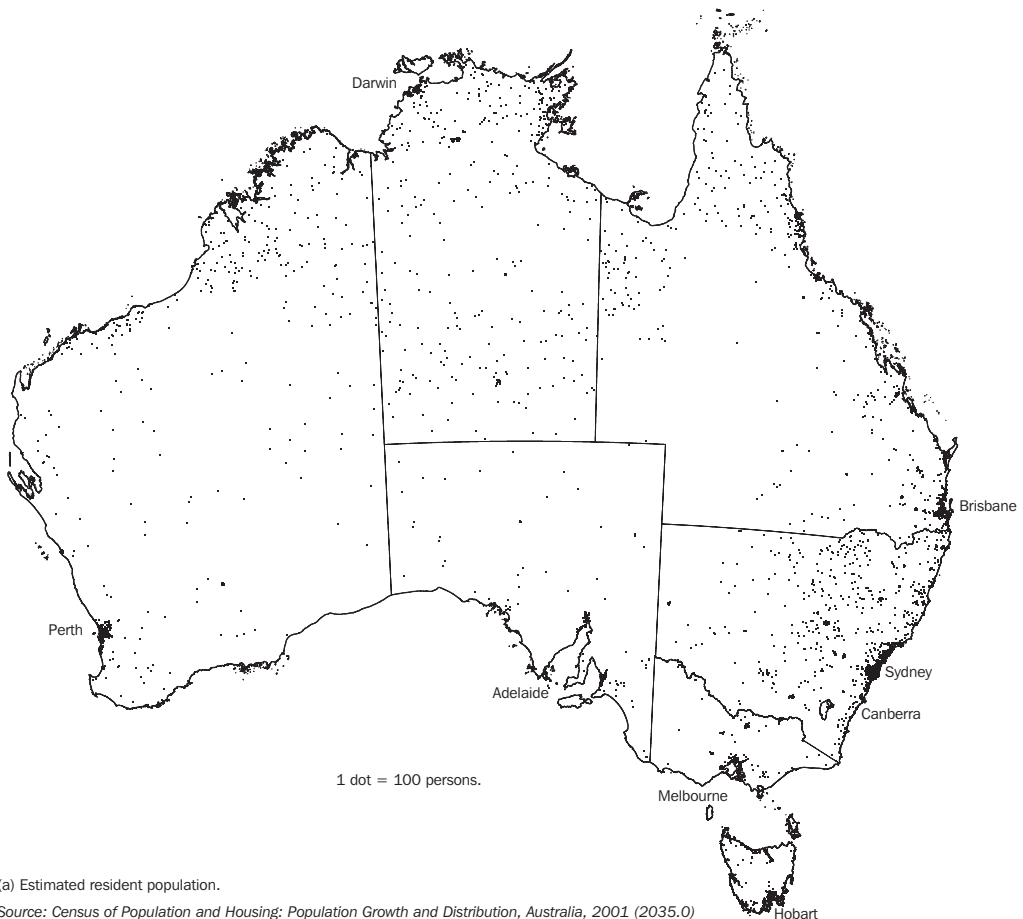 Darwin
Brisbane
Perth
Sydney
Adelaide
Canberra
1 dot = 100 persons.
Melbourne
(a) Estimated resident population.
Source: Census of Population and Housing: Population Growth and Distribution, Australia, 2001 (2035.0)
Hobart